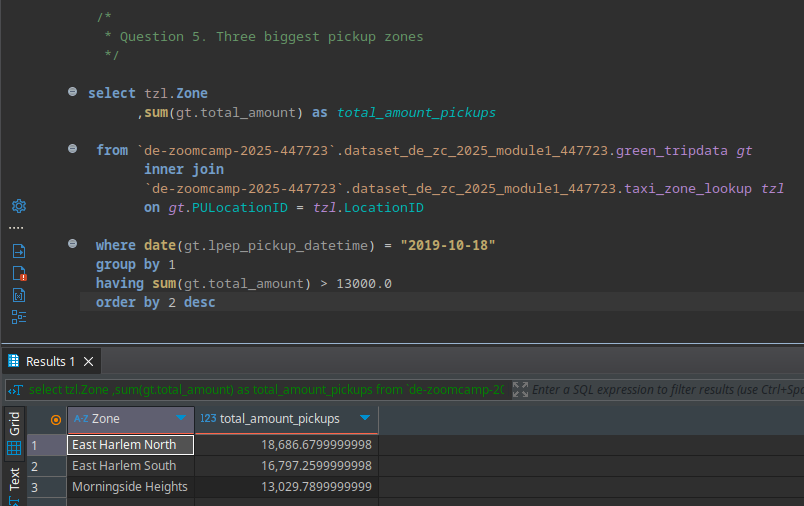 /*
* Question 5. Three biggest pickup zones
*/
select tzl.Zone
,sum(gt.total_amount) as total_amount_pickups
from `de-zoomcamp-2025-447723`.dataset_de_zc_2025_module1_447723.green_tripdata gt
inner join
`de-zoomcamp-2025-447723`.dataset_de_zc_2025_module1_447723.taxi_zone_lookup tzl
on gt.PULocationID = tzl.LocationID
where date(gt.lpep_pickup_datetime) = "2019-10-18"
group by 1
having sum(gt.total_amount) > 13000.0
order by 2 desc
Results 1
select tzl.Zone ,sum(gt.total_amount) as total_amount_pickups from `de-zoomcamp-20
Enter a SQL expression to filter results (use Ctrl+Spa
Grid
Text
A-Z Zone
123 total_amount_pickups
1 East Harlem North 18,686.6799999998
2 East Harlem South 16,797.2599999998
3 Morningside Heights 13,029.7899999999